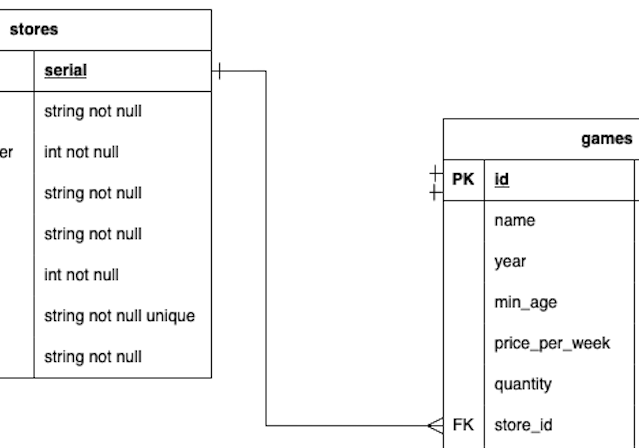 stores
serial
string not null
er int not null
string not null
string not null
int not null
string not null unique
string not null
games
PK id
name
year
min_age
price_per_week
quantity
FK store_id